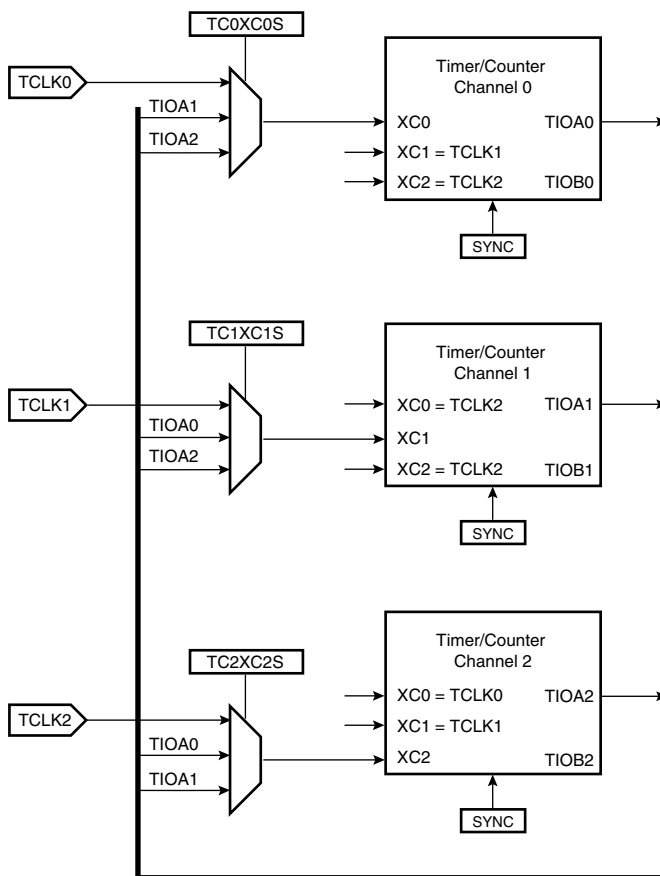 TC0XC0S
TCLK0
TIOA1
TIOA2
Timer/Counter
Channel 0
XC0
TIOA0
XC1 = TCLK1
XC2 = TCLK2
TIOB0
SYNC
TC1XC1S
TCLK1
TIOA0
TIOA2
Timer/Counter
Channel 1
XC0 = TCLK2
TIOA1
XC1
XC2 = TCLK2
TIOB1
SYNC
TC2XC2S
TCLK2
TIOA0
TIOA1
Timer/Counter
Channel 2
XC0 = TCLK0
TIOA2
XC1 = TCLK1
XC2
TIOB2
SYNC